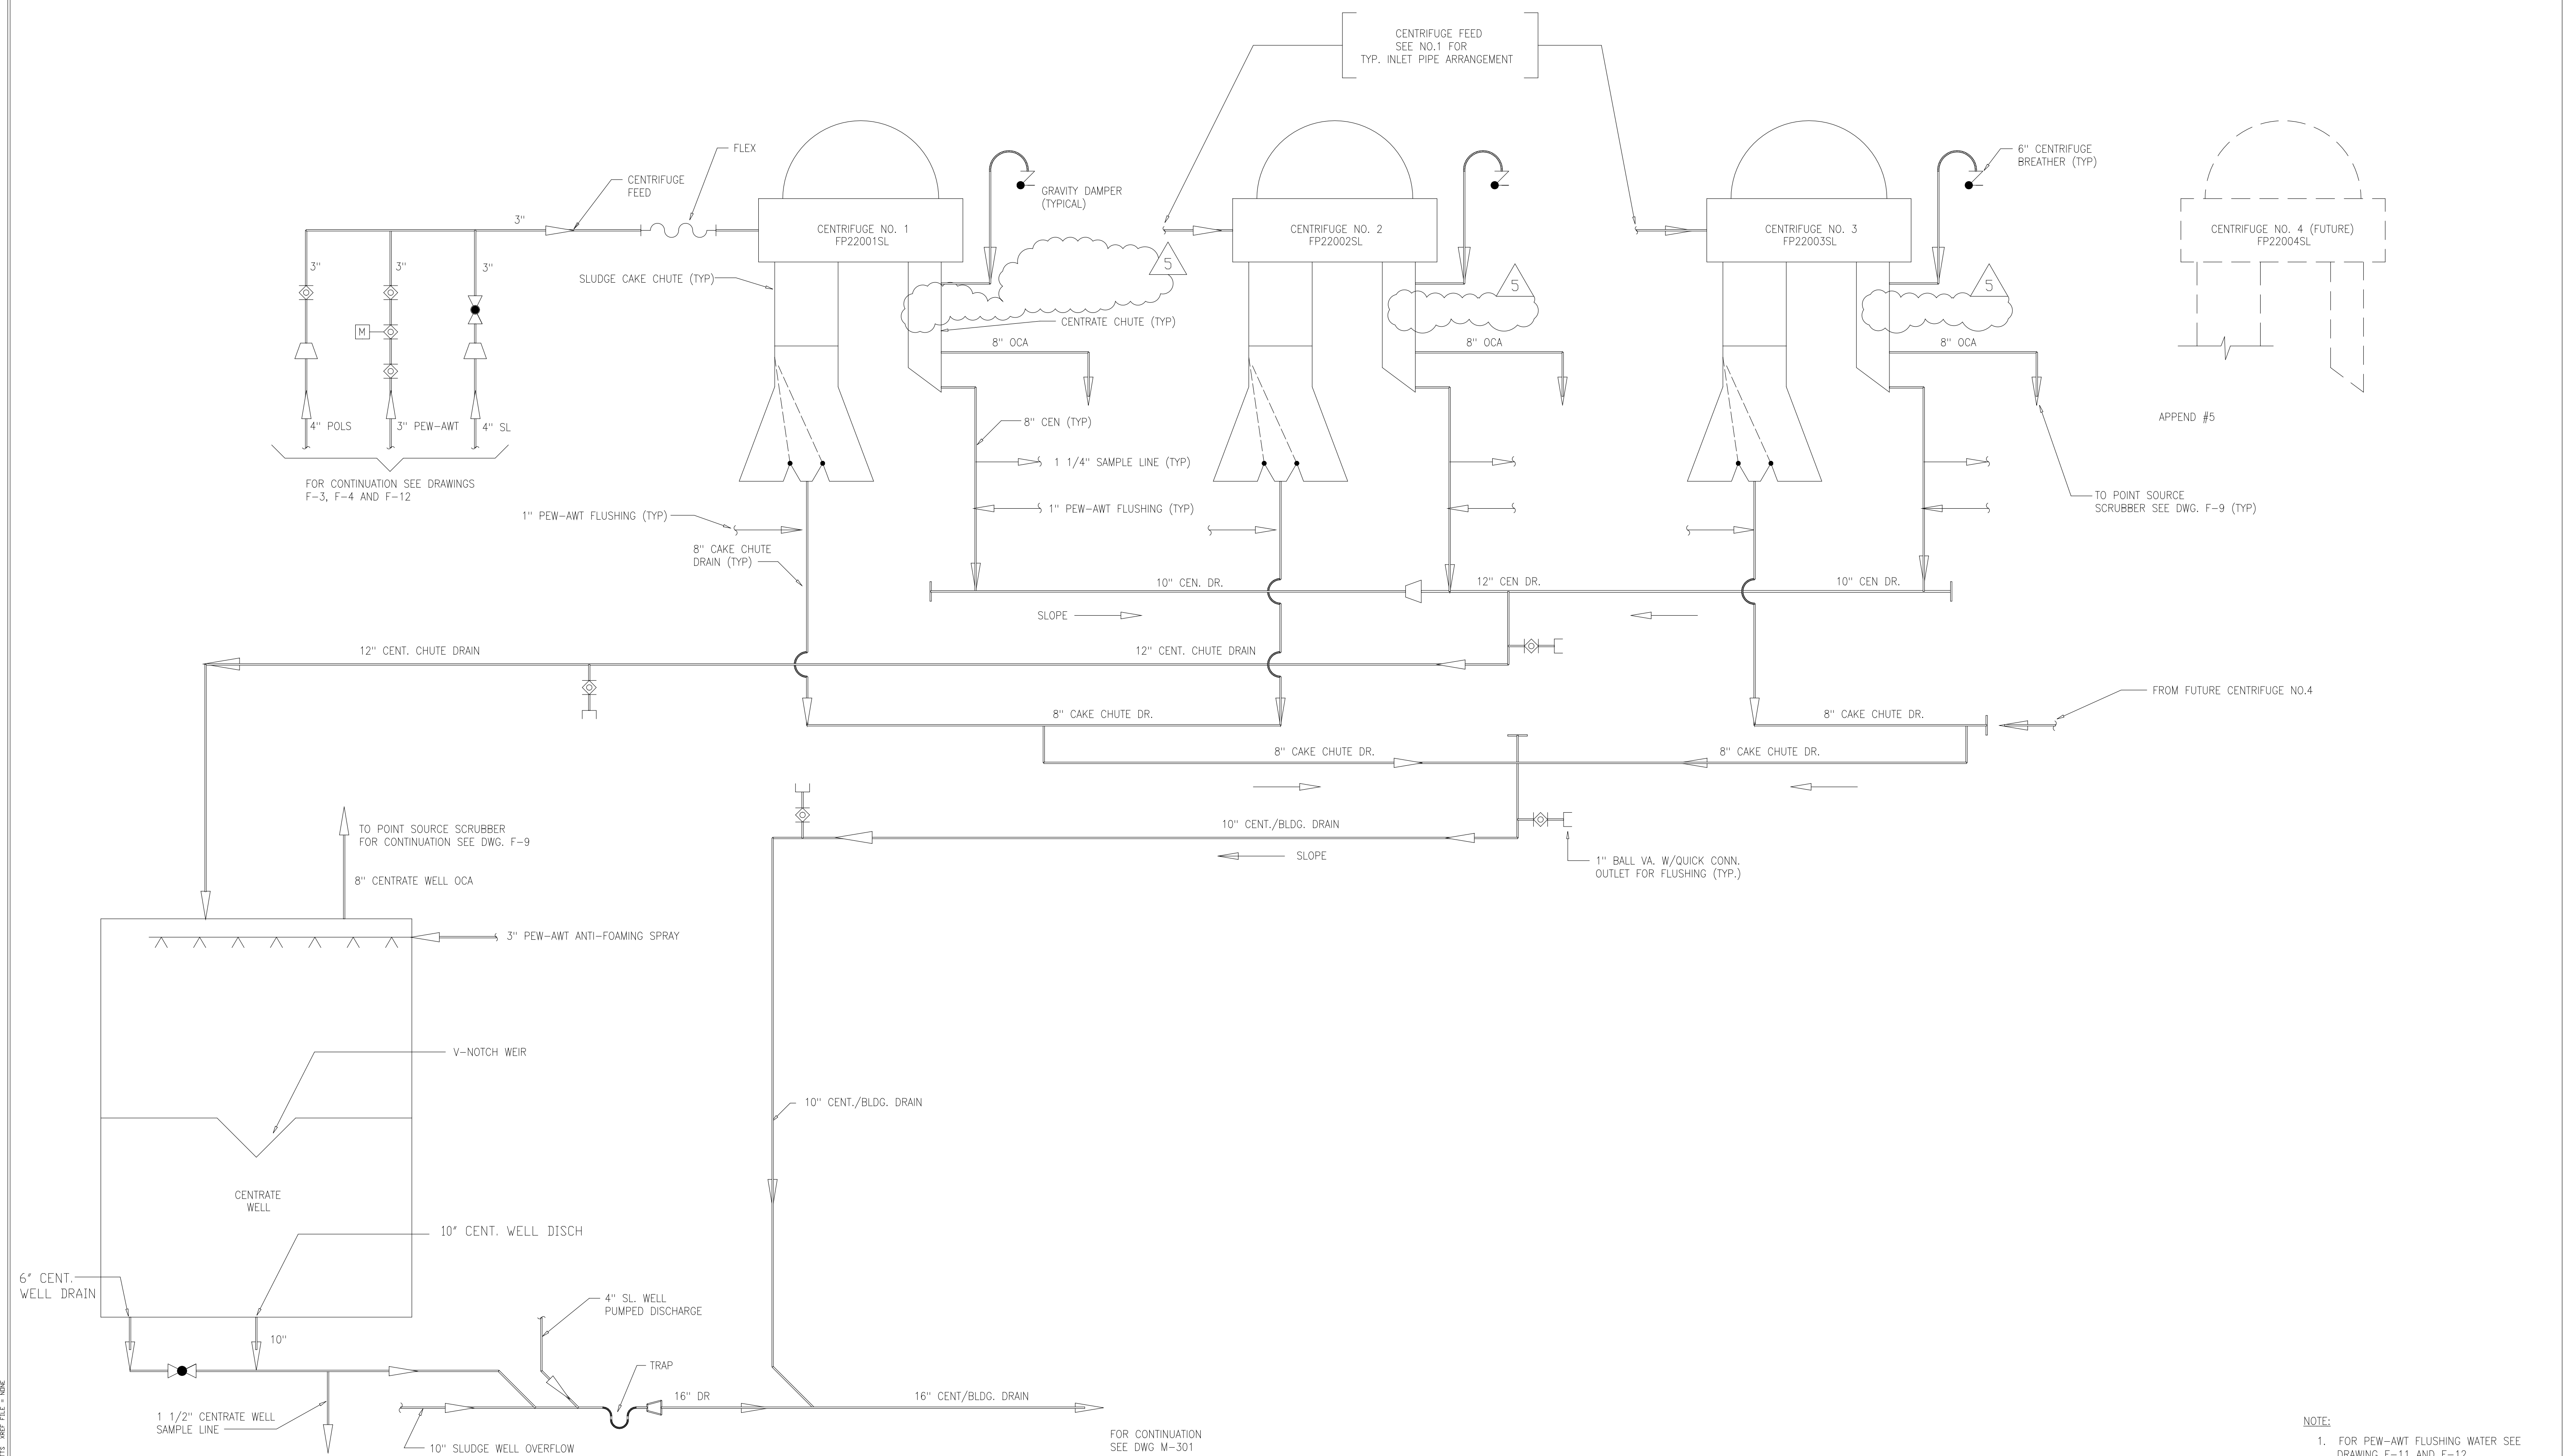 CENTRIFUGE FEED
SEE NO.1 FOR
TYP. INLET PIPE ARRANGEMENT
FLEX
CENTRIFUGE
FEED
3"
3"
3"
3"
M
4" POLS
3" PEW-AWT
4" SL
FOR CONTINUATION SEE DRAWINGS
F-3, F-4 AND F-12
CENTRIFUGE NO. 1
FP22001SL
GRAVITY DAMPER
(TYPICAL)
5
SLUDGE CAKE CHUTE (TYP)
CENTRATE CHUTE (TYP)
8" OCA
8" CEN (TYP)
1 1/4" SAMPLE LINE (TYP)
1" PEW-AWT FLUSHING (TYP)
1" PEW-AWT FLUSHING (TYP)
8" CAKE CHUTE
DRAIN (TYP)
CENTRIFUGE NO. 2
FP22002SL
5
8" OCA
CENTRIFUGE NO. 3
FP22003SL
6" CENTRIFUGE
BREATHER (TYP)
5
8" OCA
TO POINT SOURCE
SCRUBBER SEE DWG. F-9 (TYP)
CENTRIFUGE NO. 4 (FUTURE)
FP22004SL
APPEND #5
10" CEN. DR.
12" CEN DR.
10" CEN DR.
SLOPE
12" CENT. CHUTE DRAIN
12" CENT. CHUTE DRAIN
FROM FUTURE CENTRIFUGE NO.4
8" CAKE CHUTE DR.
8" CAKE CHUTE DR.
8" CAKE CHUTE DR.
8" CAKE CHUTE DR.
10" CENT./BLDG. DRAIN
SLOPE
1" BALL VA. W/QUICK CONN.
OUTLET FOR FLUSHING (TYP.)
TO POINT SOURCE SCRUBBER
FOR CONTINUATION SEE DWG. F-9
8" CENTRATE WELL OCA
3" PEW-AWT ANTI-FOAMING SPRAY
V-NOTCH WEIR
10" CENT./BLDG. DRAIN
CENTRATE
WELL
10" CENT. WELL DISCH
6" CENT.
WELL DRAIN
10"
4" SL. WELL
PUMPED DISCHARGE
TRAP
16" DR
16" CENT/BLDG. DRAIN
1 1/2" CENTRATE WELL
SAMPLE LINE
10" SLUDGE WELL OVERFLOW
FOR CONTINUATION
SEE DWG M-301
NOTE:
1. FOR PEW-AWT FLUSHING WATER SEE
DRAWING F-11 AND F-12
XREF FILE = NONE